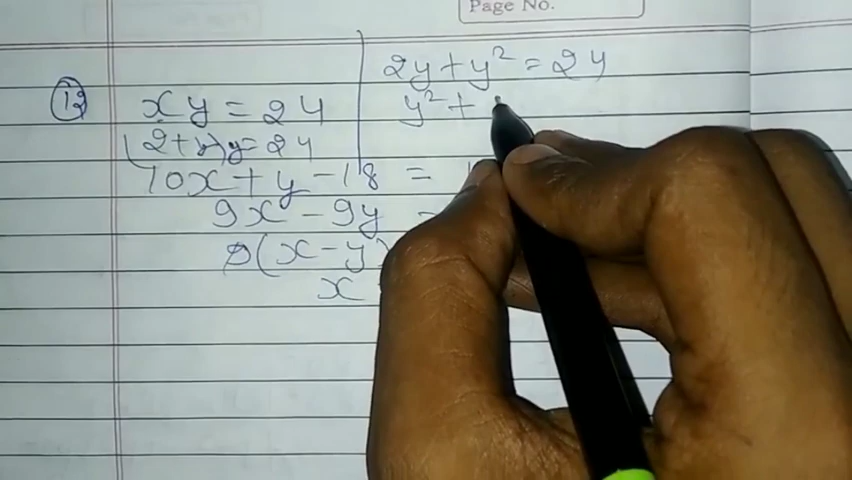 Page No.
12 xy = 24
(2+y)y = 24
10x + y - 18 =
9x - 9y =
9(x - y)
x
2y + y² = 24
y² +